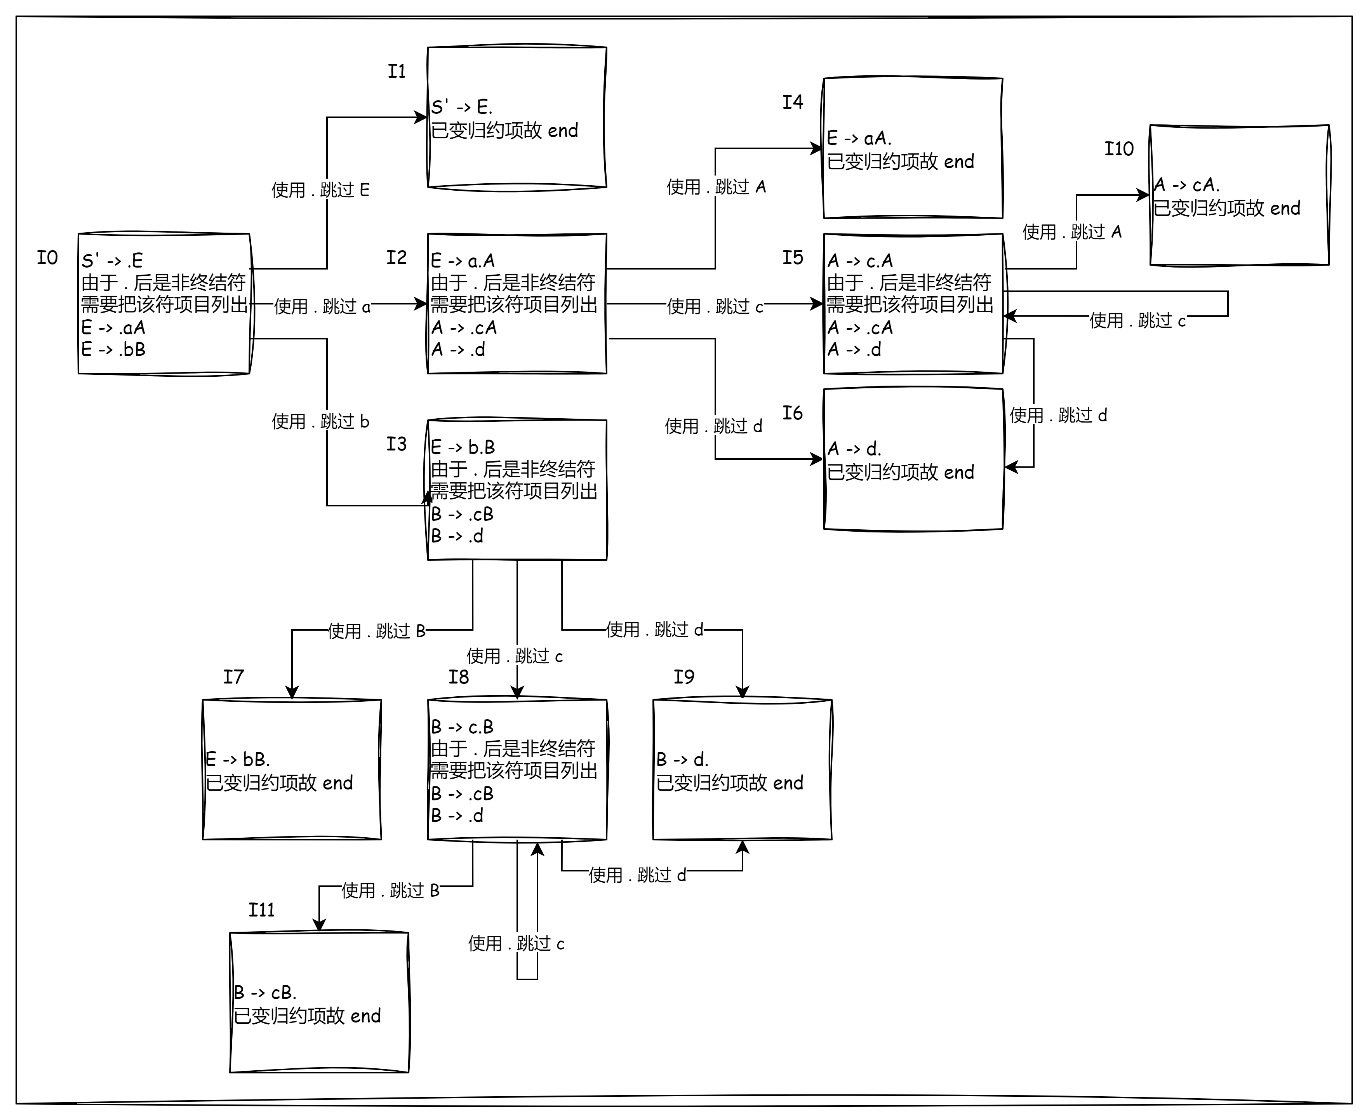 I1
S' -> E.
已变归约项故 end
I4
E -> aA.
已变归约项故 end
I10
A -> cA.
已变归约项故 end
使用 . 跳过 E
使用 . 跳过 A
使用 . 跳过 A
I0
S' -> .E
由于 . 后是非终结符
需要把该符项目列出
E -> .aA
E -> .bB
使用 . 跳过 a
I2
E -> a.A
由于 . 后是非终结符
需要把该符项目列出
A -> .cA
A -> .d
使用 . 跳过 c
I5
A -> c.A
由于 . 后是非终结符
需要把该符项目列出
A -> .cA
A -> .d
使用 . 跳过 c
使用 . 跳过 b
使用 . 跳过 d
使用 . 跳过 d
I3
E -> b.B
由于 . 后是非终结符
需要把该符项目列出
B -> .cB
B -> .d
I6
A -> d.
已变归约项故 end
使用 . 跳过 B
使用 . 跳过 c
使用 . 跳过 d
I7
E -> bB.
已变归约项故 end
I8
B -> c.B
由于 . 后是非终结符
需要把该符项目列出
B -> .cB
B -> .d
I9
B -> d.
已变归约项故 end
使用 . 跳过 B
使用 . 跳过 c
使用 . 跳过 d
I11
B -> cB.
已变归约项故 end